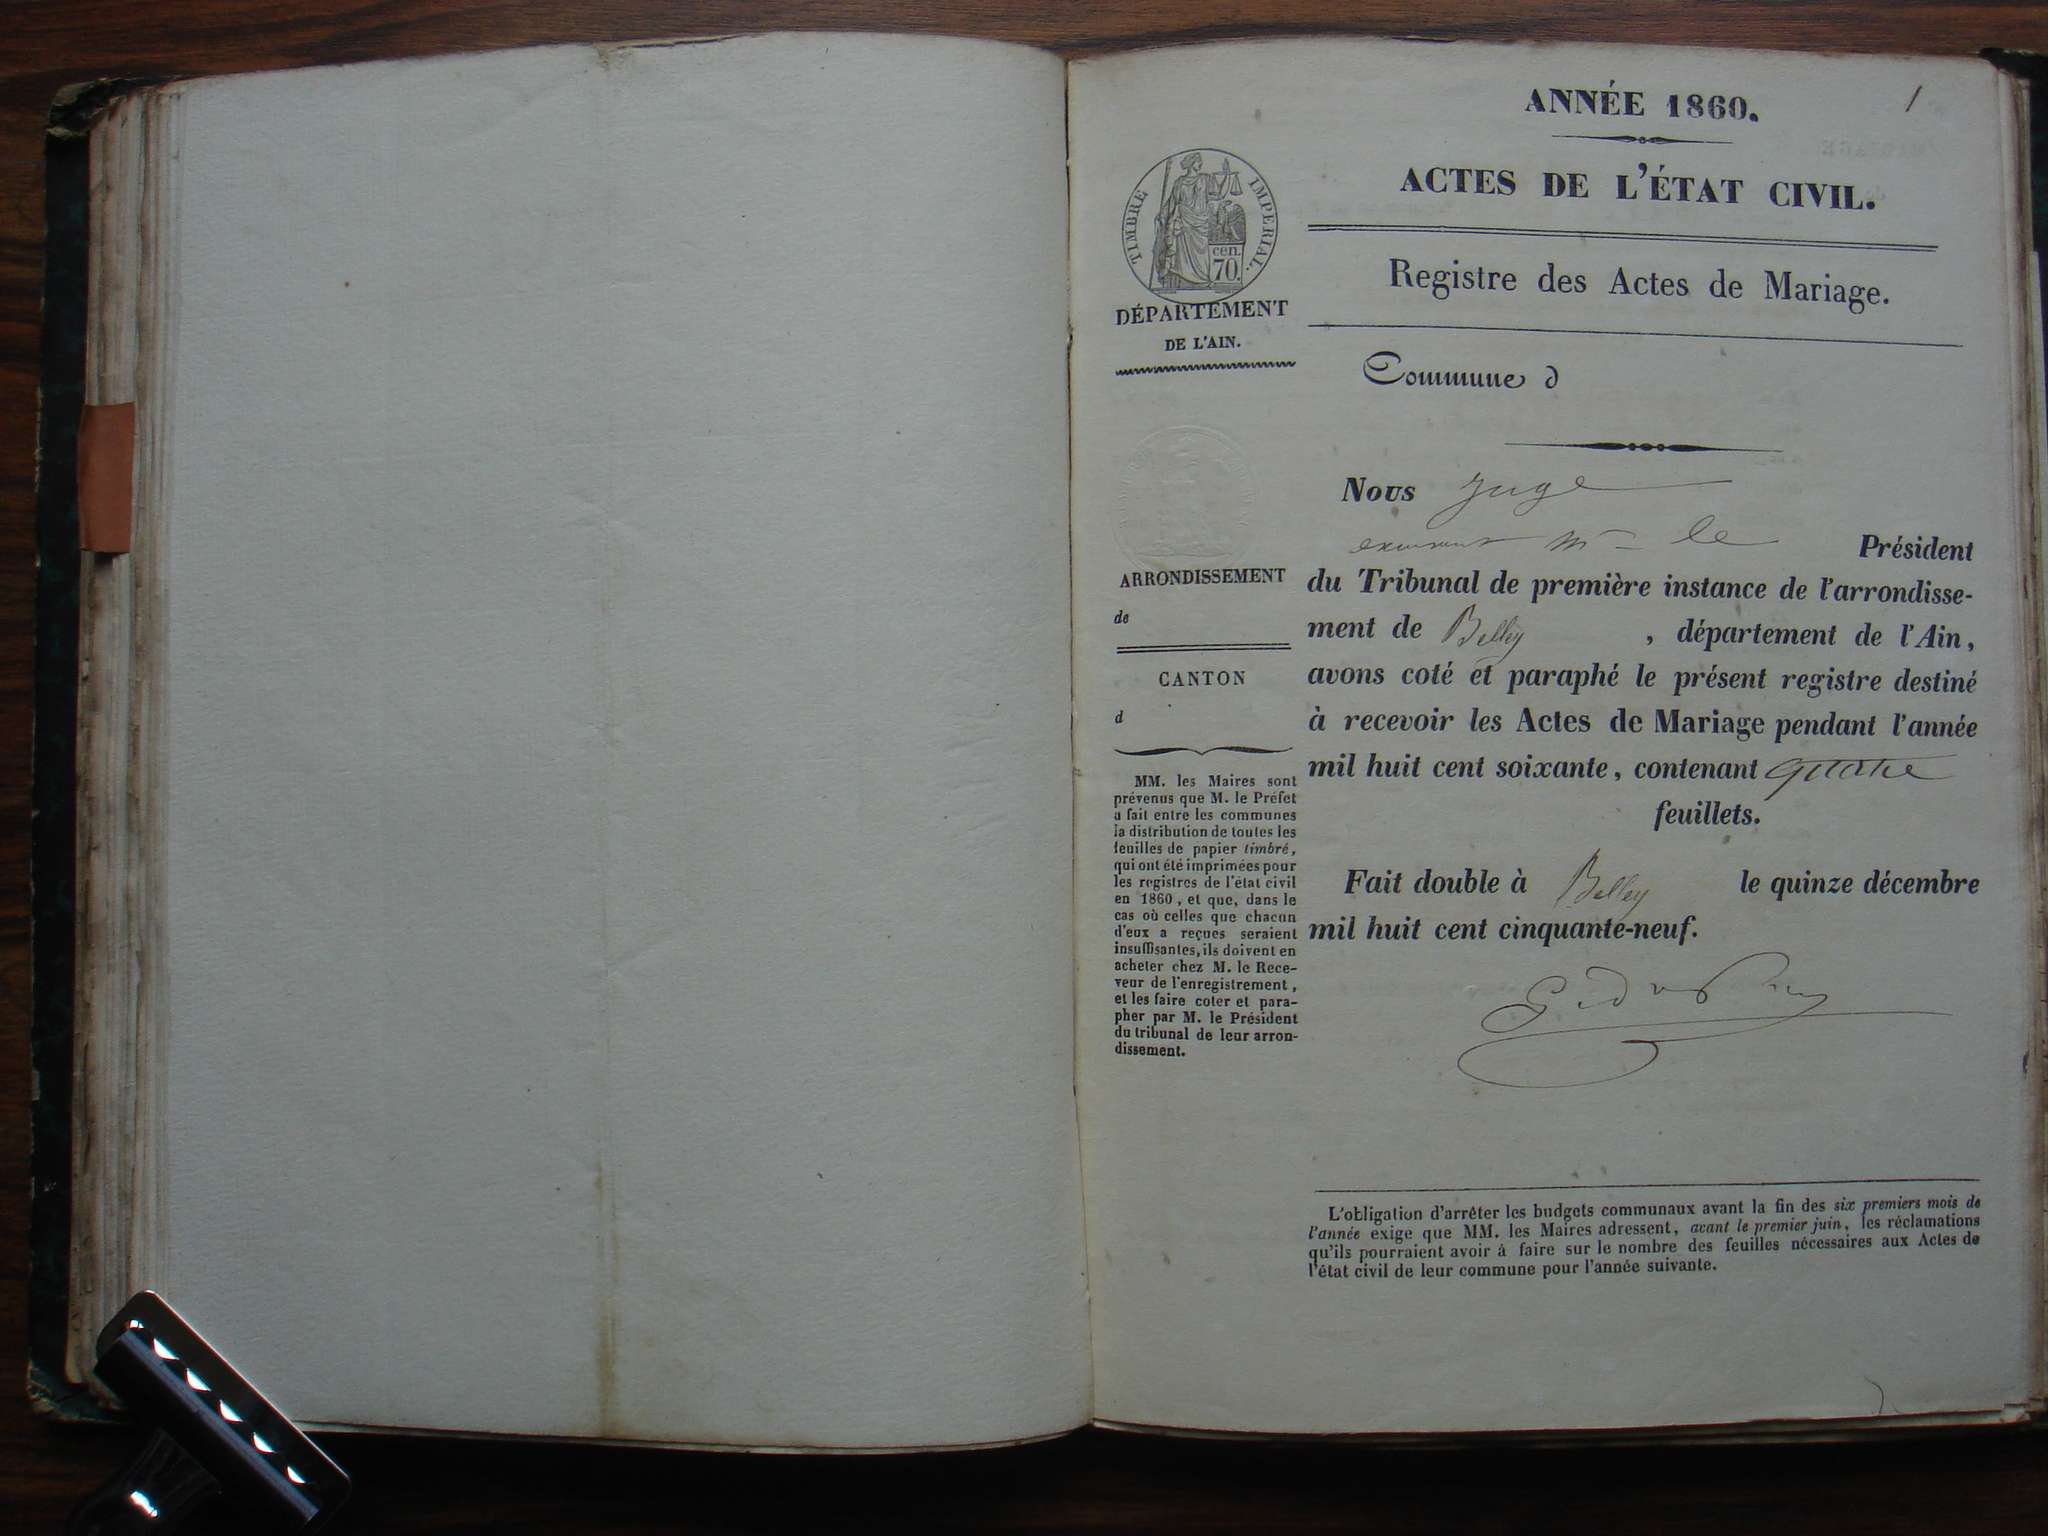 ANNÉE 1860.
1
ACTES DE L'ÉTAT CIVIL.
Registre des Actes de Mariage.
TIMBRE IMPERIAL.
cen.
70.
DÉPARTEMENT
DE L'AIN.
Commune d
Nous Juge
Mr le Président
du Tribunal de première instance de l'arrondisse-
ment de Belley, département de l'Ain,
avons coté et paraphé le présent registre destiné
à recevoir les Actes de Mariage pendant l'année
mil huit cent soixante, contenant quatre
feuillets.
Fait double à Belley le quinze décembre
mil huit cent cinquante-neuf.
ARRONDISSEMENT
de
CANTON
d
MM. les Maires sont
prévenus que M. le Préfet
a fait entre les communes
la distribution de toutes les
feuilles de papier timbré,
qui ont été imprimées pour
les registres de l'état civil
en 1860, et que, dans le
cas où celles que chacun
d'eux a reçues seraient
insuffisantes, ils doivent en
acheter chez M. le Rece-
veur de l'enregistrement,
et les faire coter et para-
pher par M. le Président
du tribunal de leur arron-
dissement.
L'obligation d'arrêter les budgets communaux avant la fin des six premiers mois de
l'année exige que MM. les Maires adressent, avant le premier juin, les réclamations
qu'ils pourraient avoir à faire sur le nombre des feuilles nécessaires aux Actes de
l'état civil de leur commune pour l'année suivante.